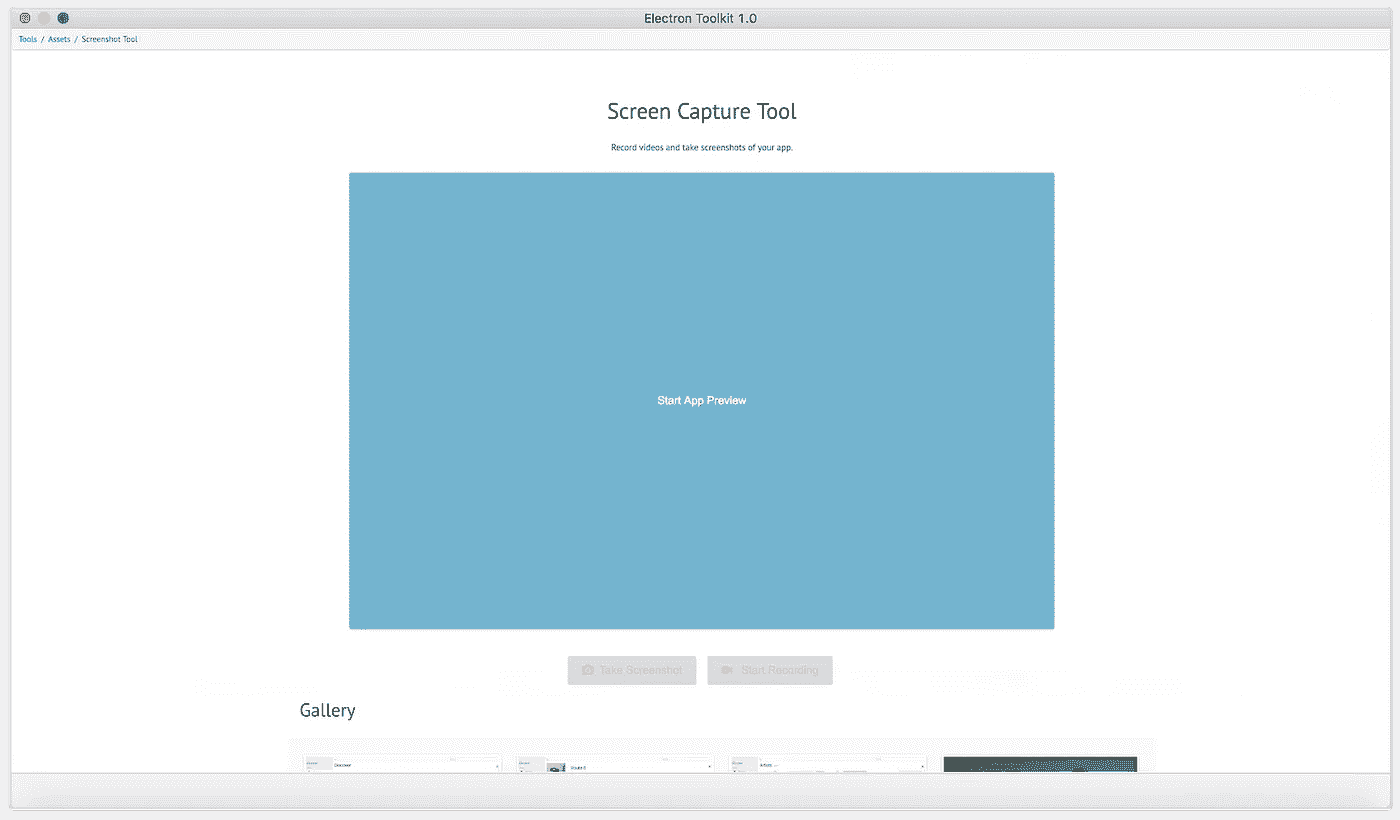 Electron Toolkit 1.0
Tools / Assets / Screenshot Tool
Screen Capture Tool
Record videos and take screenshots of your app.
Start App Preview
Take Screenshot
Start Recording
Gallery